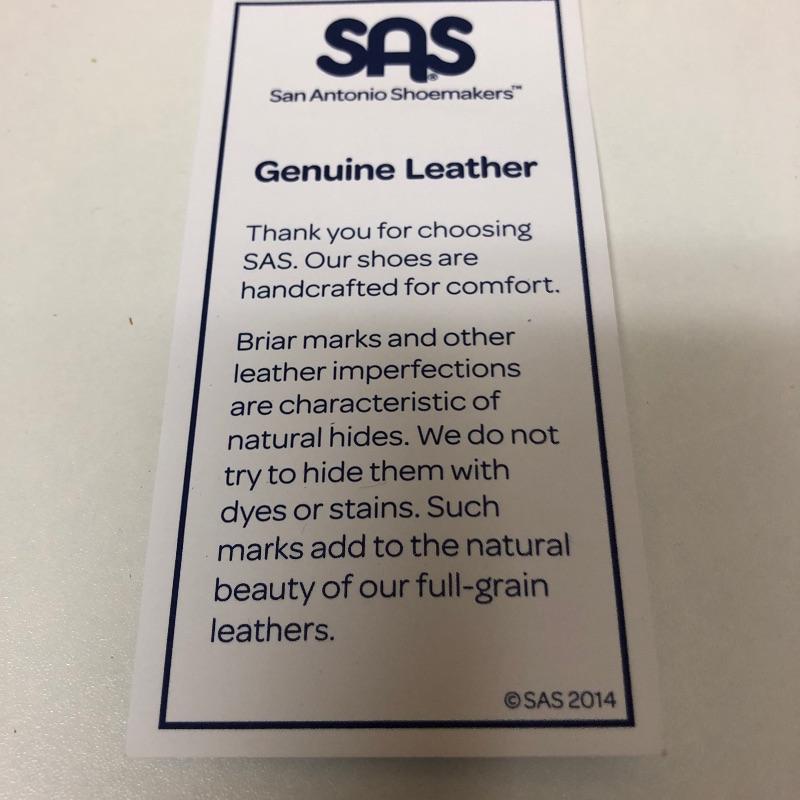 SAS®
San Antonio Shoemakers™
Genuine Leather
Thank you for choosing
SAS. Our shoes are
handcrafted for comfort.
Briar marks and other
leather imperfections
are characteristic of
natural hides. We do not
try to hide them with
dyes or stains. Such
marks add to the natural
beauty of our full-grain
leathers.
© SAS 2014